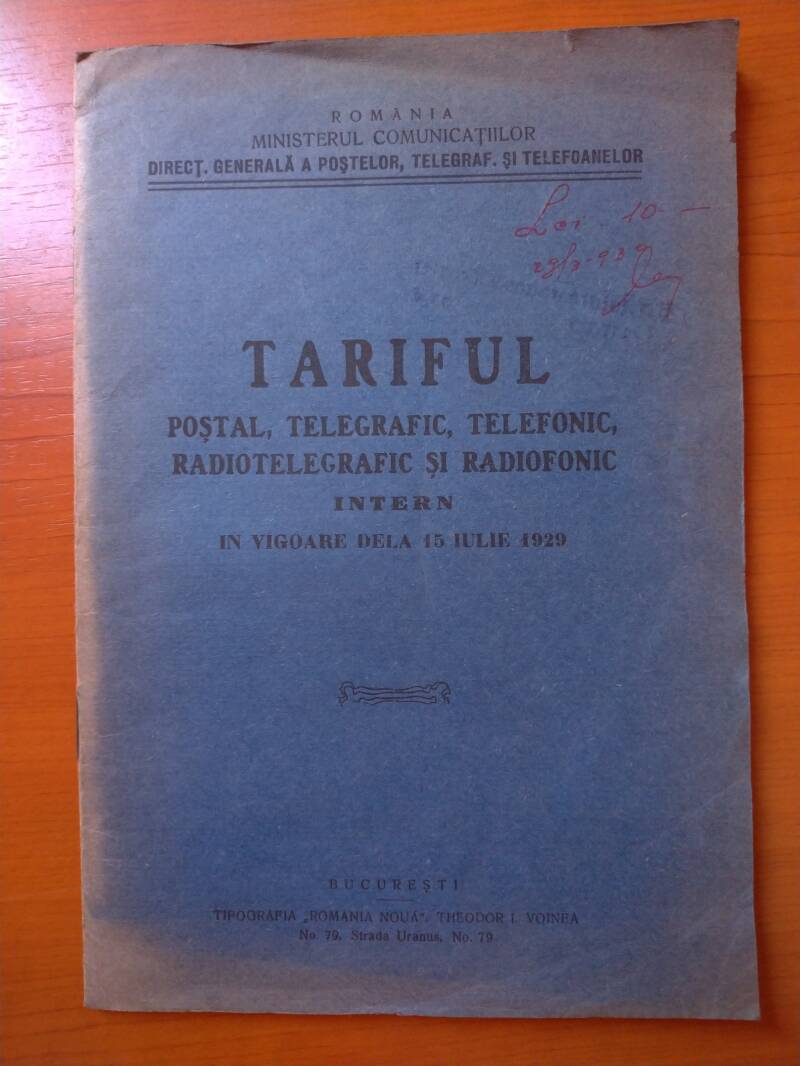 ROMÂNIA
MINISTERUL COMUNICAȚIILOR
DIRECȚ. GENERALĂ A POȘTELOR, TELEGRAF. ȘI TELEFOANELOR
Lei 10 —
TARIFUL
POȘTAL, TELEGRAFIC, TELEFONIC,
RADIOTELEGRAFIC ȘI RADIOFONIC
INTERN
IN VIGOARE DELA 15 IULIE 1929
BUCUREȘTI
TIPOGRAFIA „ROMANIA NOUĂ“, THEODOR I. VOINEA
No. 79, Strada Uranus, No. 79